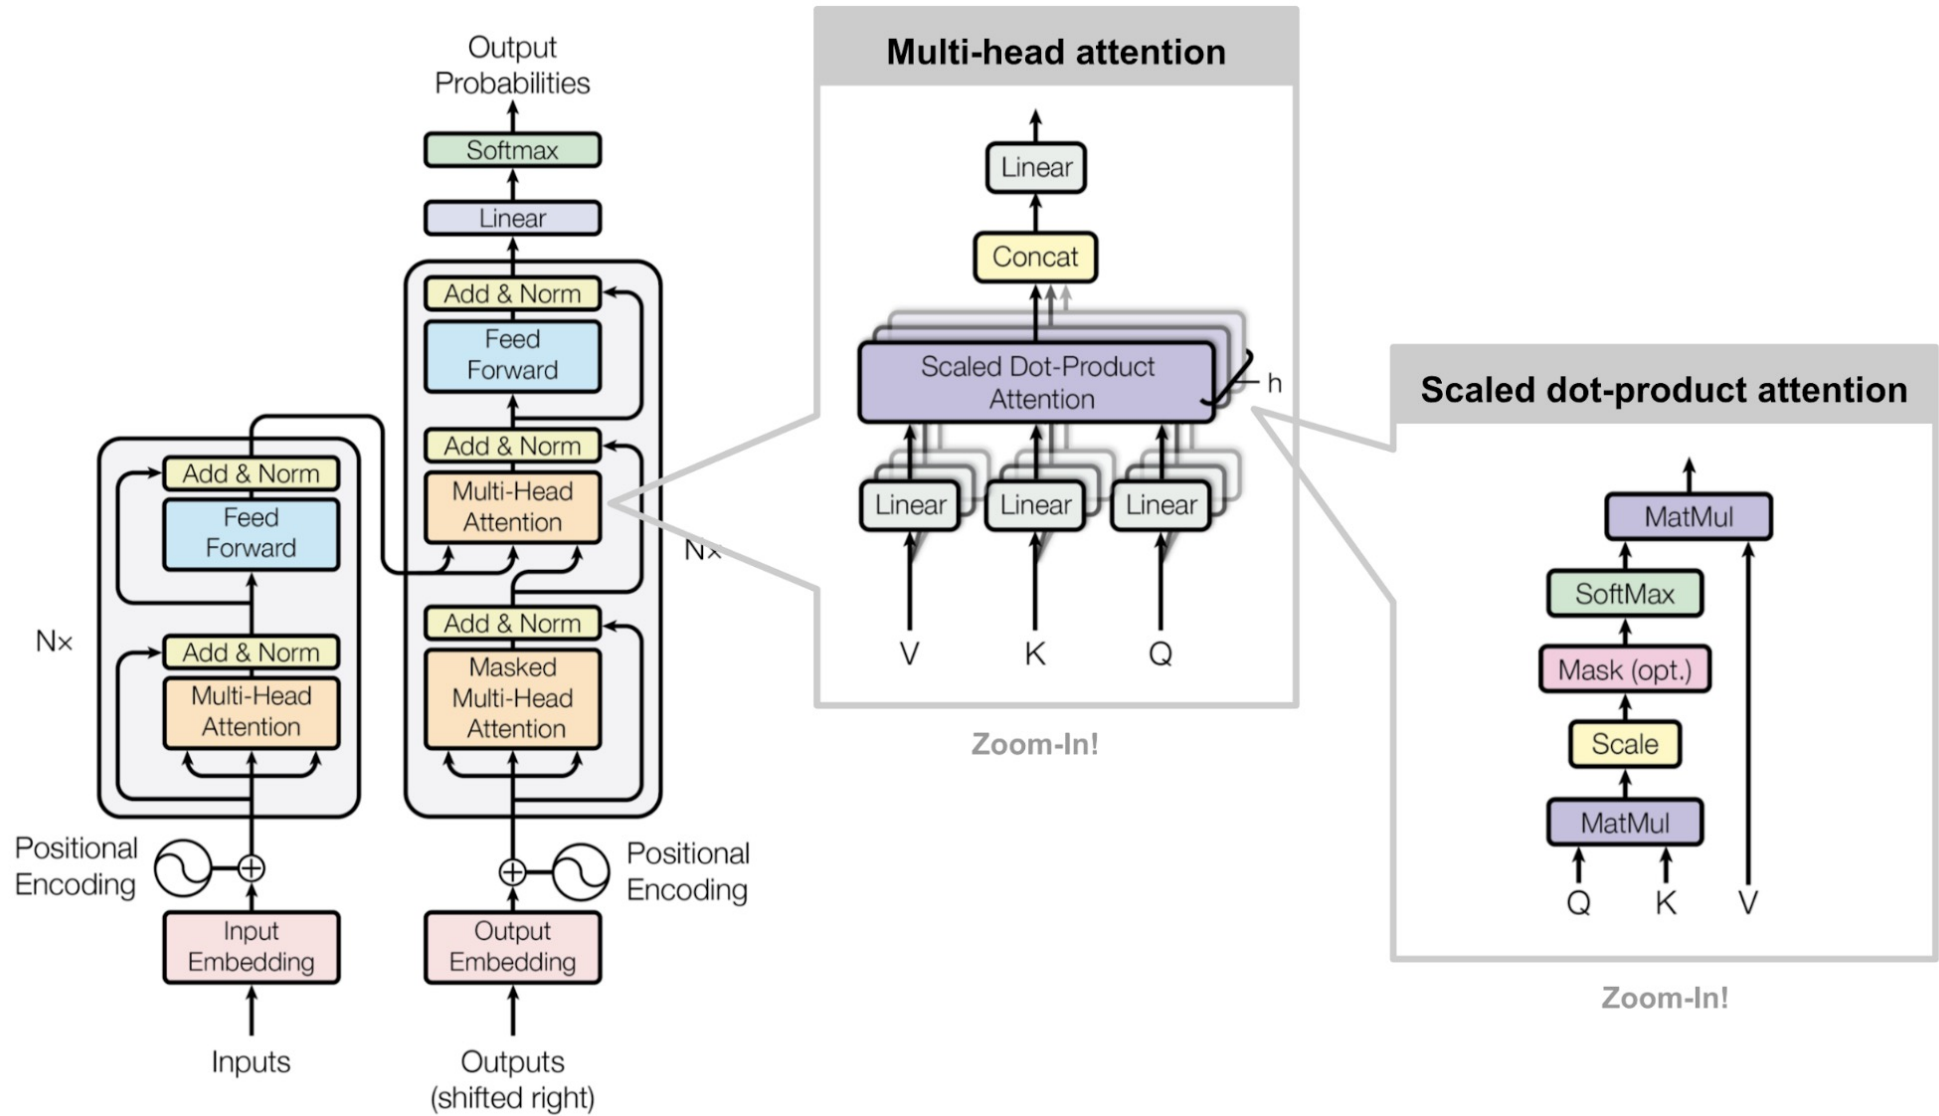 Output
Probabilities
Softmax
Linear
Add & Norm
Feed
Forward
Add & Norm
Multi-Head
Attention
Nx
Add & Norm
Masked
Multi-Head
Attention
Add & Norm
Feed
Forward
Nx
Add & Norm
Multi-Head
Attention
Positional
Encoding
Positional
Encoding
Input
Embedding
Output
Embedding
Inputs
Outputs
(shifted right)
Multi-head attention
Linear
Concat
Scaled Dot-Product
Attention
h
Linear
Linear
Linear
V
K
Q
Zoom-In!
Scaled dot-product attention
MatMul
SoftMax
Mask (opt.)
Scale
MatMul
Q
K
V
Zoom-In!